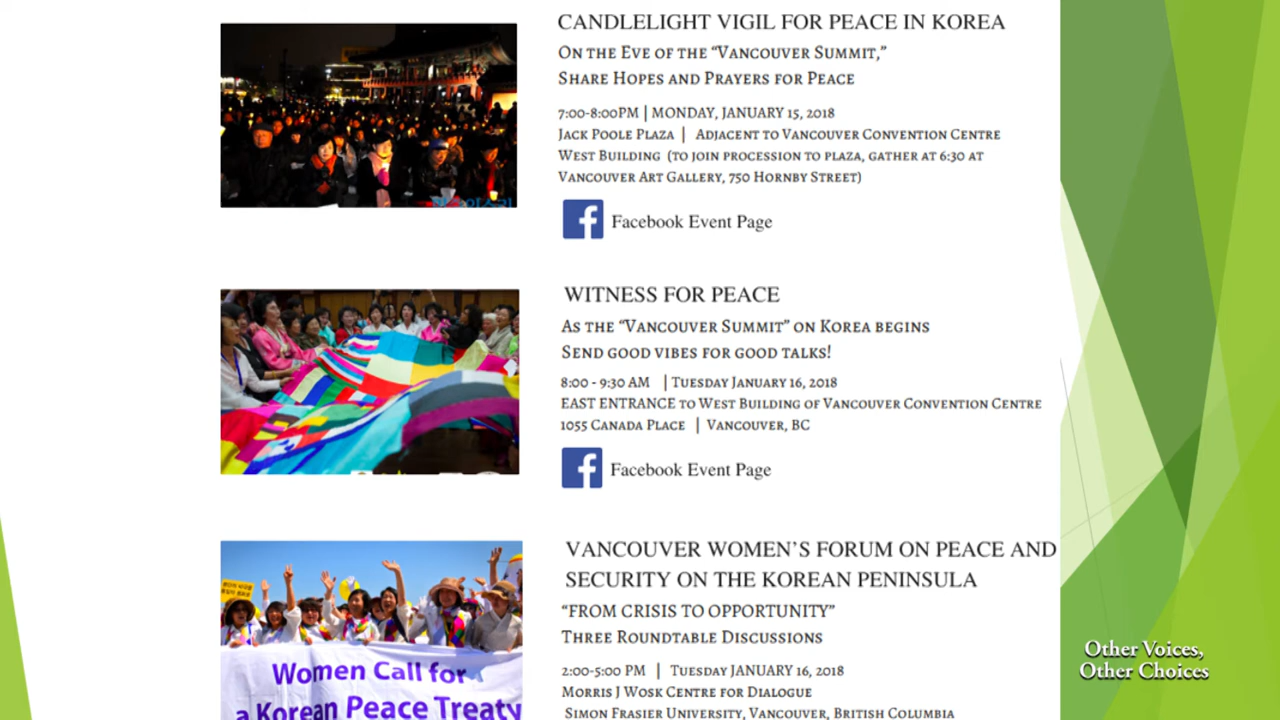 CANDLELIGHT VIGIL FOR PEACE IN KOREA
On the Eve of the “Vancouver Summit,”
Share Hopes and Prayers for Peace
7:00-8:00PM | MONDAY, JANUARY 15, 2018
Jack Poole Plaza | Adjacent to Vancouver Convention Centre
West Building (to join procession to plaza, gather at 6:30 at
Vancouver Art Gallery, 750 Hornby Street)
Facebook Event Page
WITNESS FOR PEACE
As the “Vancouver Summit” on Korea begins
Send good vibes for good talks!
8:00 - 9:30 AM | Tuesday January 16, 2018
EAST ENTRANCE to West Building of Vancouver Convention Centre
1055 Canada Place | Vancouver, BC
Facebook Event Page
VANCOUVER WOMEN’S FORUM ON PEACE AND
SECURITY ON THE KOREAN PENINSULA
“FROM CRISIS TO OPPORTUNITY”
Three Roundtable Discussions
2:00-5:00 PM | Tuesday JANUARY 16, 2018
Morris J Wosk Centre for Dialogue
Simon Fraser University, Vancouver, British Columbia
Women Call for
a Korean Peace Treaty
Other Voices,
Other Choices